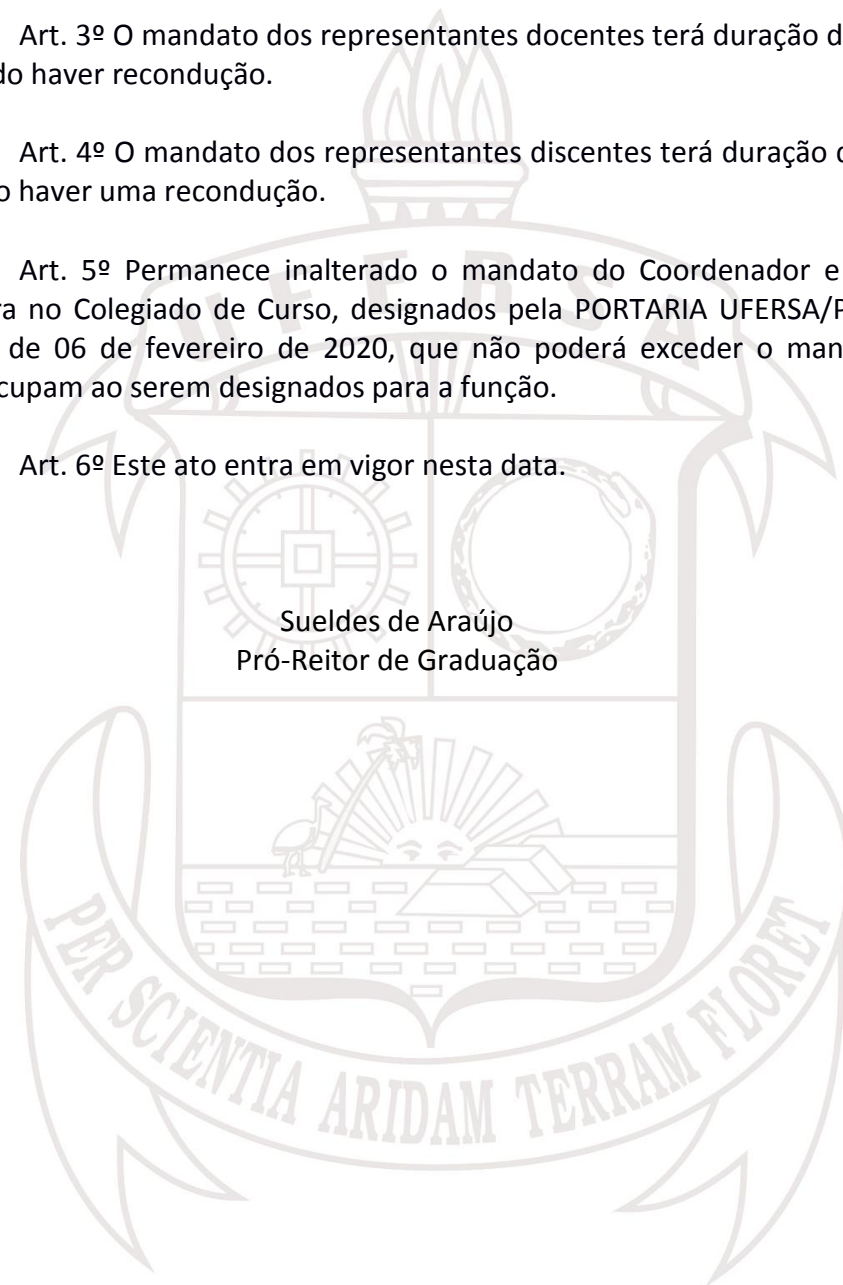 Art. 3º O mandato dos representantes docentes terá duração d
do haver recondução.
Art. 4º O mandato dos representantes discentes terá duração
o haver uma recondução.
Art. 5º Permanece inalterado o mandato do Coordenador e
ra no Colegiado de Curso, designados pela PORTARIA UFERSA/P
de 06 de fevereiro de 2020, que não poderá exceder o man
cupam ao serem designados para a função.
Art. 6º Este ato entra em vigor nesta data.
Sueldes de Araújo
Pró-Reitor de Graduação
UFERSA
PER SCIENTIA ARIDAM TERRAM FLORET